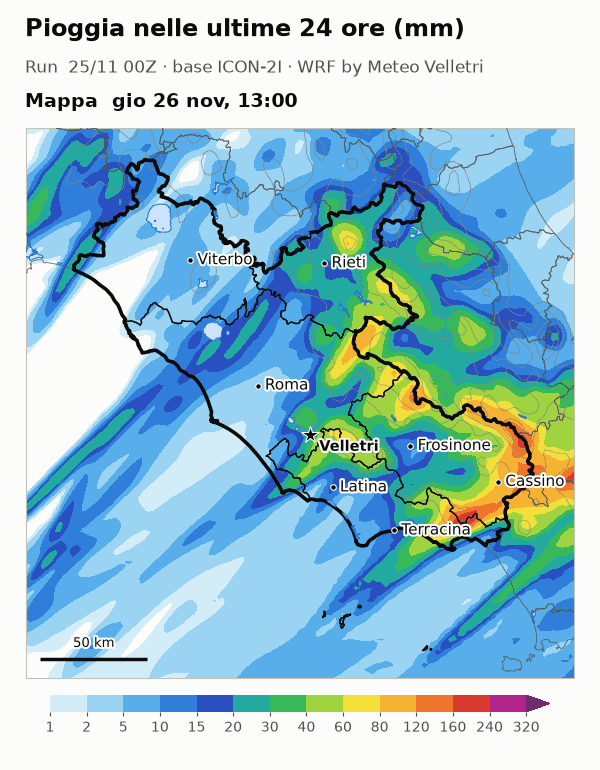 Pioggia nelle ultime 24 ore (mm)
Run  25/11 00Z · base ICON-2I · WRF by Meteo Velletri
Mappa  gio 26 nov, 13:00
Viterbo
Rieti
Roma
Velletri
Frosinone
Latina
Cassino
Terracina
50 km
1 2 5 10 15 20 30 40 60 80 120 160 240 320